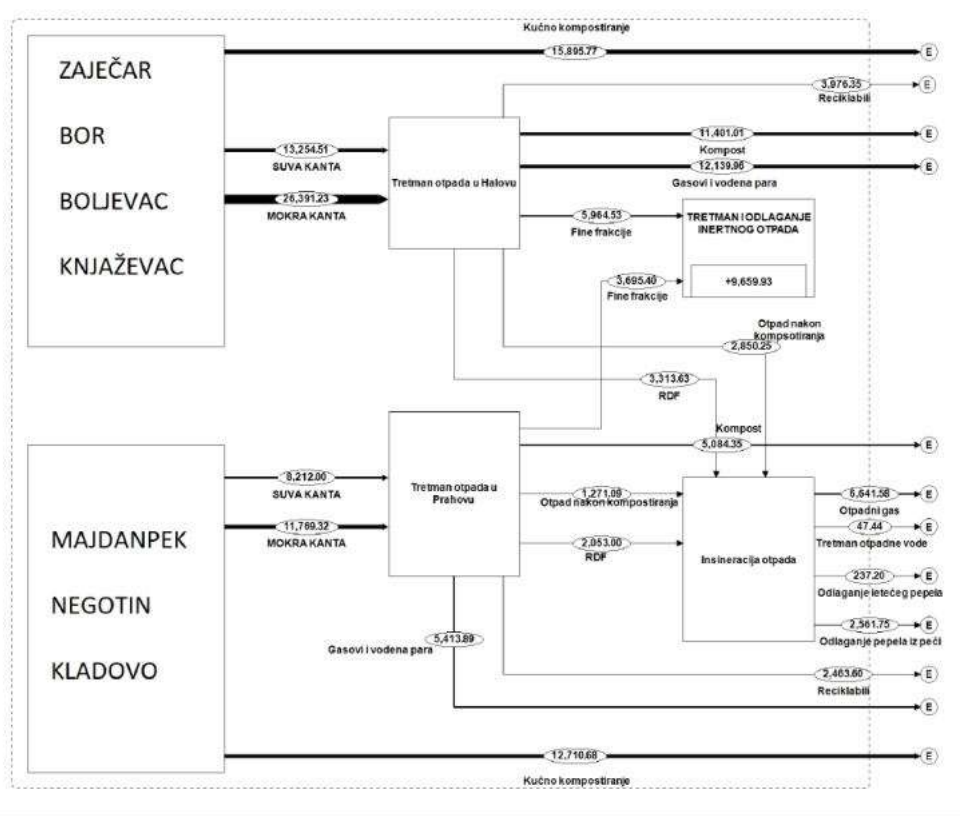 Kućno kompostiranje
15,895.77
E
ZAJEČAR
BOR
BOLJEVAC
KNJAŽEVAC
3,976.35
E
Reciklabili
13,254.51
SUVA KANTA
26,391.23
MOKRA KANTA
Tretman otpada u Halovu
11,401.01
E
Kompost
12,139.96
E
Gasovi i vodena para
5,964.53
Fine frakcije
TRETMAN I ODLAGANJE
INERTNOG OTPADA
+9,659.93
3,695.40
Fine frakcije
Otpad nakon
kompsotiranja
2,850.25
3,313.63
RDF
MAJDANPEK
NEGOTIN
KLADOVO
8,212.00
SUVA KANTA
11,769.32
MOKRA KANTA
Tretman otpada u
Prahovu
Kompost
5,084.35
E
1,271.09
Otpad nakon kompostiranja
2,053.00
RDF
Insineracija otpada
6,641.58
E
Otpadni gas
47.44
E
Tretman otpadne vode
237.20
E
Odlaganje letećeg pepela
2,561.75
E
Odlaganje pepela iz peći
5,413.89
Gasovi i vodena para
2,463.60
E
Reciklabili
E
12,710.68
E
Kućno kompostiranje